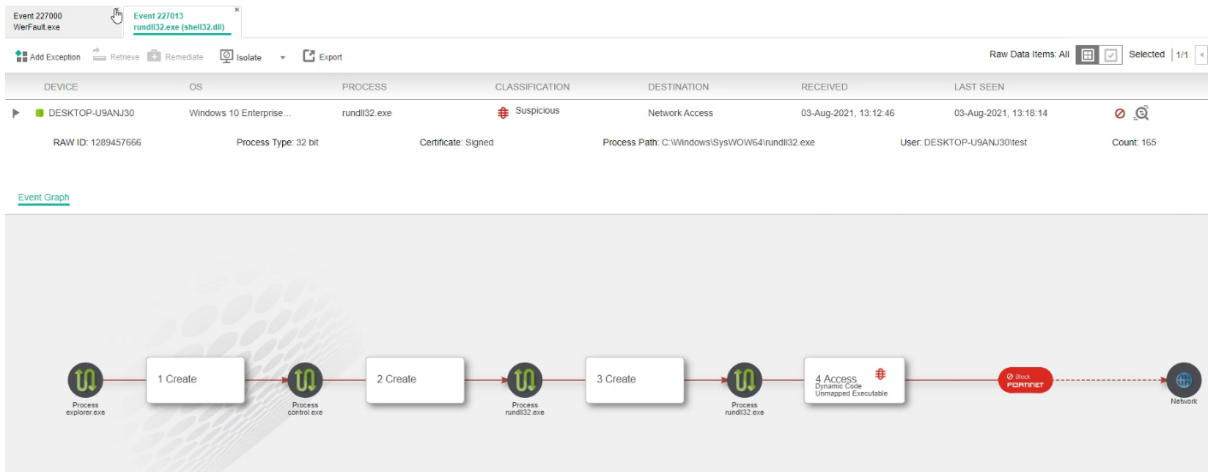 Event 227000
WerFault.exe
Event 227013
rundll32.exe (shell32.dll)
Add Exception Retrieve Remediate Isolate Export Raw Data Items: All Selected 1/1
DEVICE OS PROCESS CLASSIFICATION DESTINATION RECEIVED LAST SEEN
DESKTOP-U9ANJ30 Windows 10 Enterprise... rundll32.exe Suspicious Network Access 03-Aug-2021, 13:12:46 03-Aug-2021, 13:18:14
RAW ID: 1289457666 Process Type: 32 bit Certificate: Signed Process Path: C:\Windows\SysWOW64\rundll32.exe User: DESKTOP-U9ANJ30\test Count: 165
Event Graph
1 Create
2 Create
3 Create
4 Access
Dynamic Code
Unmapped Executable
Block
FORTINET
Process
explorer.exe
Process
control.exe
Process
rundll32.exe
Process
rundll32.exe
Network